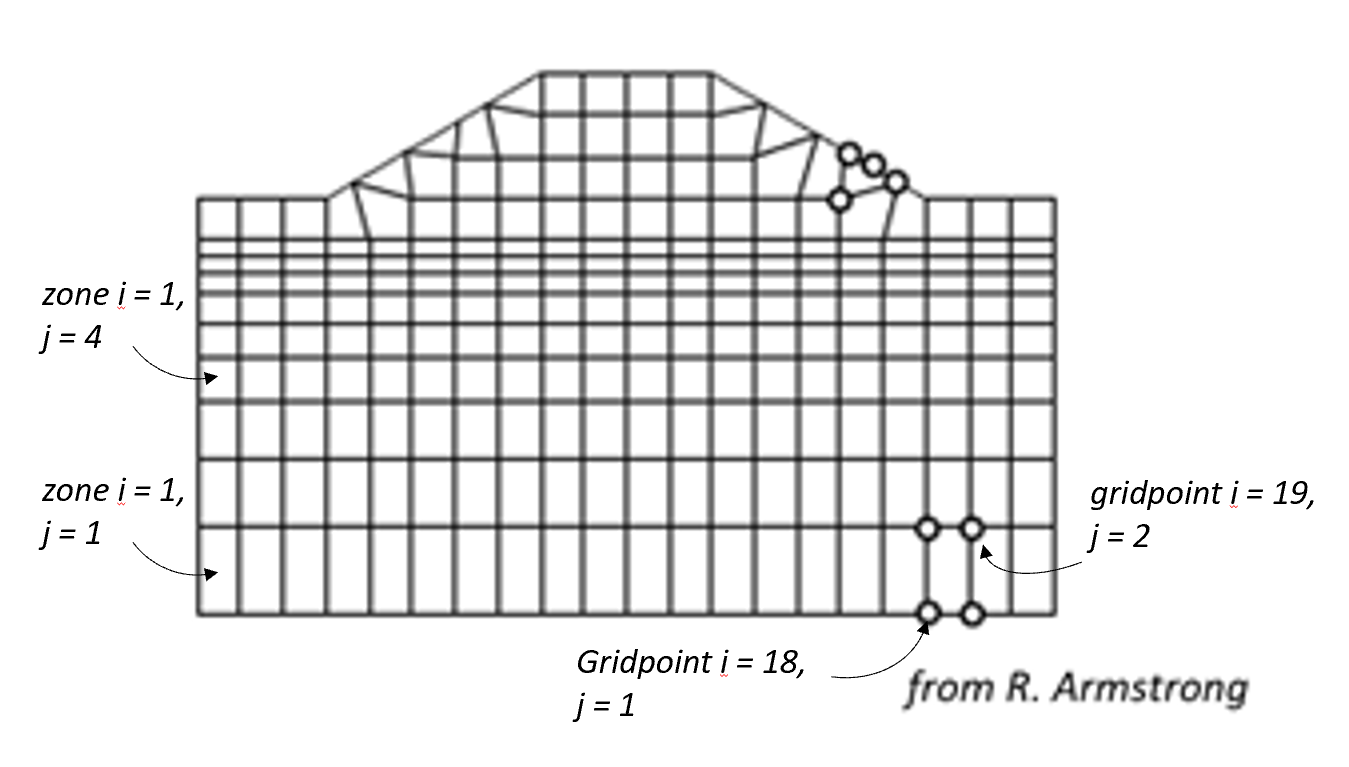 zone i = 1,
j = 4
zone i = 1,
j = 1
gridpoint i = 19,
j = 2
Gridpoint i = 18,
j = 1
from R. Armstrong